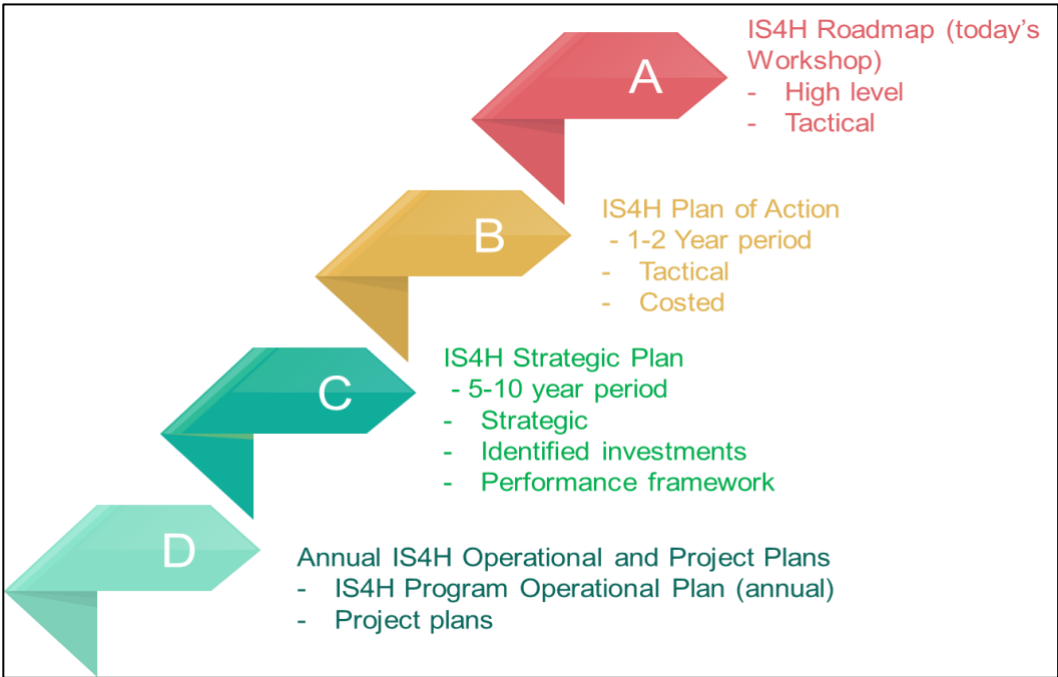 A
IS4H Roadmap (today’s
Workshop)
- High level
- Tactical
B
IS4H Plan of Action
- 1-2 Year period
- Tactical
- Costed
C
IS4H Strategic Plan
- 5-10 year period
- Strategic
- Identified investments
- Performance framework
D
Annual IS4H Operational and Project Plans
- IS4H Program Operational Plan (annual)
- Project plans